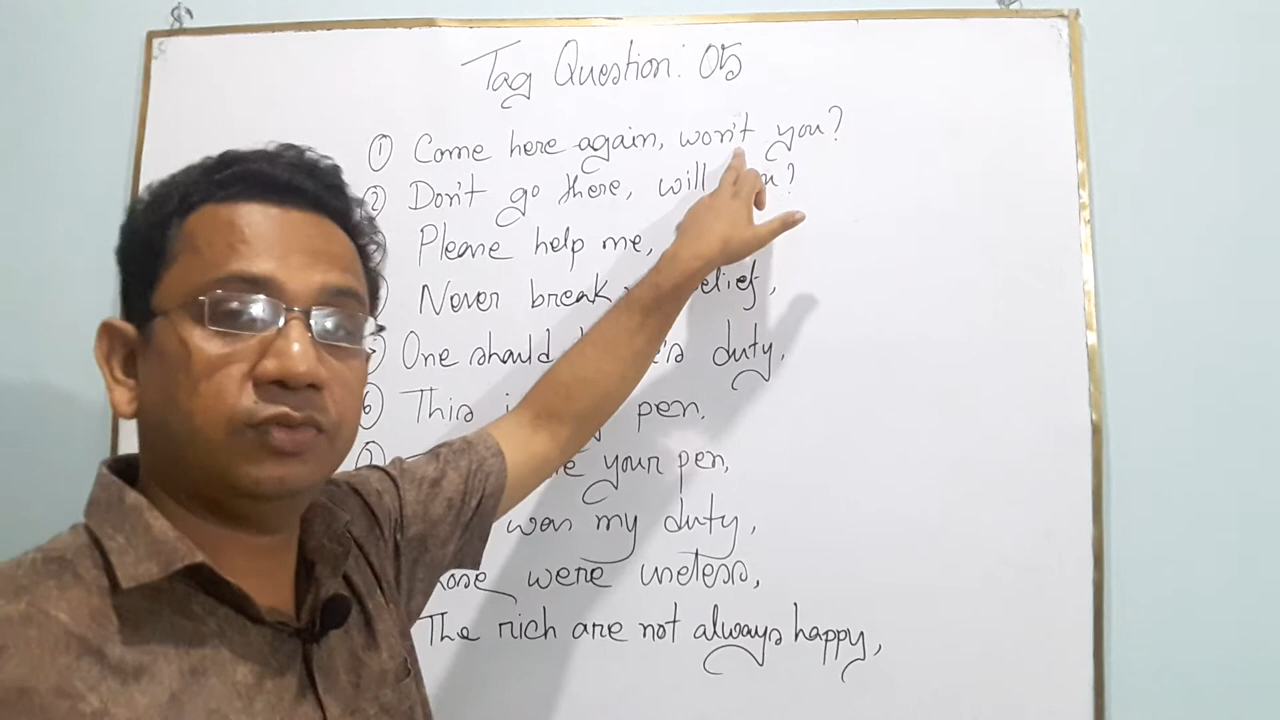 Tag Question: 05
① Come here again, won't you?
② Don't go there, will you?
Please help me,
Never break belief,
One should duty,
⑥ This is pen.
your pen,
was my duty,
were useless,
The rich are not always happy,